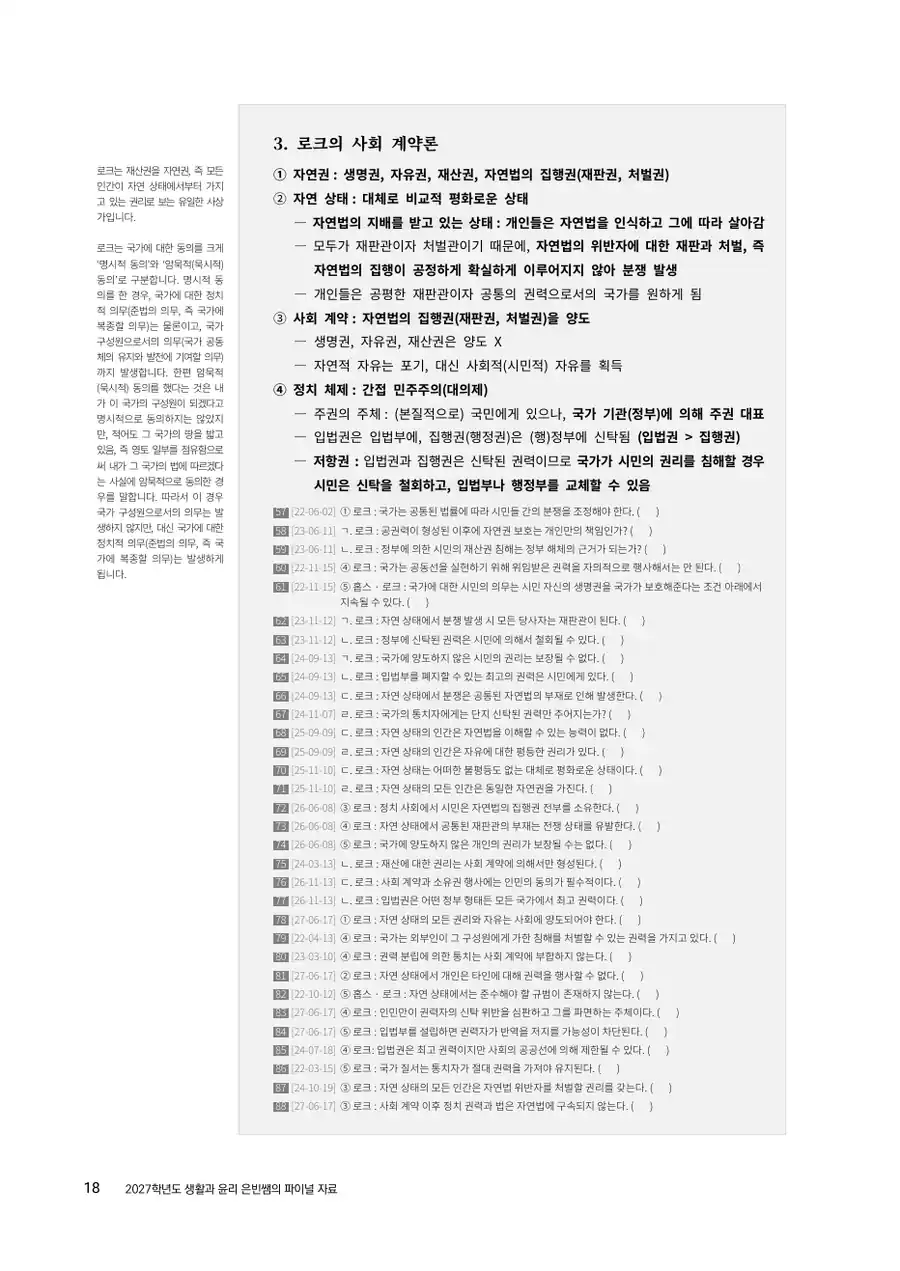 3. 로크의 사회 계약론
① 자연권 : 생명권, 자유권, 재산권, 자연법의 집행권(재판권, 처벌권)
② 자연 상태 : 대체로 비교적 평화로운 상태
― 자연법의 지배를 받고 있는 상태 : 개인들은 자연법을 인식하고 그에 따라 살아감
― 모두가 재판관이자 처벌관이기 때문에, 자연법의 위반자에 대한 재판과 처벌, 즉
자연법의 집행이 공정하게 확실하게 이루어지지 않아 분쟁 발생
― 개인들은 공평한 재판관이자 공통의 권력으로서의 국가를 원하게 됨
③ 사회 계약 : 자연법의 집행권(재판권, 처벌권)을 양도
― 생명권, 자유권, 재산권은 양도 X
― 자연적 자유는 포기, 대신 사회적(시민적) 자유를 획득
④ 정치 체제 : 간접 민주주의(대의제)
― 주권의 주체 : (본질적으로) 국민에게 있으나, 국가 기관(정부)에 의해 주권 대표
― 입법권은 입법부에, 집행권(행정권)은 (행)정부에 신탁됨 (입법권 > 집행권)
― 저항권 : 입법권과 집행권은 신탁된 권력이므로 국가가 시민의 권리를 침해할 경우
시민은 신탁을 철회하고, 입법부나 행정부를 교체할 수 있음
로크는 재산권을 자연권, 즉 모든
인간이 자연 상태에서부터 가지
고 있는 권리로 보는 유일한 사상
가입니다.
로크는 국가에 대한 동의를 크게
'명시적 동의'와 '암묵적(묵시적)
동의'로 구분합니다. 명시적 동
의를 한 경우, 국가에 대한 정치
적 의무(준법의 의무, 즉 국가에
복종할 의무)는 물론이고, 국가
구성원으로서의 의무(국가 공동
체의 유지와 발전에 기여할 의무)
까지 발생합니다. 한편 암묵적
(묵시적) 동의를 했다는 것은 내
가 이 국가의 구성원이 되겠다고
명시적으로 동의하지는 않았지
만, 적어도 그 국가의 땅을 밟고
있음, 즉 영토 일부를 점유함으로
써 내가 그 국가의 법에 따르겠다
는 사실에 암묵적으로 동의한 경
우를 말합니다. 따라서 이 경우
국가 구성원으로서의 의무는 발
생하지 않지만, 대신 국가에 대한
정치적 의무(준법의 의무, 즉 국
가에 복종할 의무)는 발생하게
됩니다.
57 [22-06-02] ① 로크 : 국가는 공통된 법률에 따라 시민들 간의 분쟁을 조정해야 한다. ( )
58 [23-06-11] ㄱ. 로크 : 공권력이 형성된 이후에 자연권 보호는 개인만의 책임인가? ( )
59 [23-06-11] ㄴ. 로크 : 정부에 의한 시민의 재산권 침해는 정부 해체의 근거가 되는가? ( )
60 [22-11-15] ④ 로크 : 국가는 공동선을 실현하기 위해 위임받은 권력을 자의적으로 행사해서는 안 된다. ( )
61 [22-11-15] ⑤ 홉스 · 로크 : 국가에 대한 시민의 의무는 시민 자신의 생명권을 국가가 보호해준다는 조건 아래에서
지속될 수 있다. ( )
62 [23-11-12] ㄱ. 로크 : 자연 상태에서 분쟁 발생 시 모든 당사자는 재판관이 된다. ( )
63 [23-11-12] ㄴ. 로크 : 정부에 신탁된 권력은 시민에 의해서 철회될 수 있다. ( )
64 [24-09-13] ㄱ. 로크 : 국가에 양도하지 않은 시민의 권리는 보장될 수 없다. ( )
65 [24-09-13] ㄴ. 로크 : 입법부를 폐지할 수 있는 최고의 권력은 시민에게 있다. ( )
66 [24-09-13] ㄷ. 로크 : 자연 상태에서 분쟁은 공통된 자연법의 부재로 인해 발생한다. ( )
67 [24-11-07] ㄹ. 로크 : 국가의 통치자에게는 단지 신탁된 권력만 주어지는가? ( )
68 [25-09-09] ㄷ. 로크 : 자연 상태의 인간은 자연법을 이해할 수 있는 능력이 없다. ( )
69 [25-09-09] ㄹ. 로크 : 자연 상태의 인간은 자유에 대한 평등한 권리가 있다. ( )
70 [25-11-10] ㄷ. 로크 : 자연 상태는 어떠한 불평등도 없는 대체로 평화로운 상태이다. ( )
71 [25-11-10] ㄹ. 로크 : 자연 상태의 모든 인간은 동일한 자연권을 가진다. ( )
72 [26-06-08] ③ 로크 : 정치 사회에서 시민은 자연법의 집행권 전부를 소유한다. ( )
73 [26-06-08] ④ 로크 : 자연 상태에서 공통된 재판관의 부재는 전쟁 상태를 유발한다. ( )
74 [26-06-08] ⑤ 로크 : 국가에 양도하지 않은 개인의 권리가 보장될 수는 없다. ( )
75 [24-03-13] ㄴ. 로크 : 재산에 대한 권리는 사회 계약에 의해서만 형성된다. ( )
76 [26-11-13] ㄷ. 로크 : 사회 계약과 소유권 행사에는 인민의 동의가 필수적이다. ( )
77 [26-11-13] ㄴ. 로크 : 입법권은 어떤 정부 형태든 모든 국가에서 최고 권력이다. ( )
78 [27-06-17] ① 로크 : 자연 상태의 모든 권리와 자유는 사회에 양도되어야 한다. ( )
79 [22-04-13] ④ 로크 : 국가는 외부인이 그 구성원에게 가한 침해를 처벌할 수 있는 권력을 가지고 있다. ( )
80 [23-03-10] ④ 로크 : 권력 분립에 의한 통치는 사회 계약에 부합하지 않는다. ( )
81 [27-06-17] ② 로크 : 자연 상태에서 개인은 타인에 대해 권력을 행사할 수 없다. ( )
82 [22-10-12] ⑤ 홉스 · 로크 : 자연 상태에서는 준수해야 할 규범이 존재하지 않는다. ( )
83 [27-06-17] ④ 로크 : 인민만이 권력자의 신탁 위반을 심판하고 그를 파면하는 주체이다. ( )
84 [27-06-17] ⑤ 로크 : 입법부를 설립하면 권력자가 반역을 저지를 가능성이 차단된다. ( )
85 [24-07-18] ④ 로크: 입법권은 최고 권력이지만 사회의 공공선에 의해 제한될 수 있다. ( )
86 [22-03-15] ⑤ 로크 : 국가 질서는 통치자가 절대 권력을 가져야 유지된다. ( )
87 [24-10-19] ③ 로크 : 자연 상태의 모든 인간은 자연법 위반자를 처벌할 권리를 갖는다. ( )
88 [27-06-17] ③ 로크 : 사회 계약 이후 정치 권력과 법은 자연법에 구속되지 않는다. ( )
18 2027학년도 생활과 윤리 은빈쌤의 파이널 자료